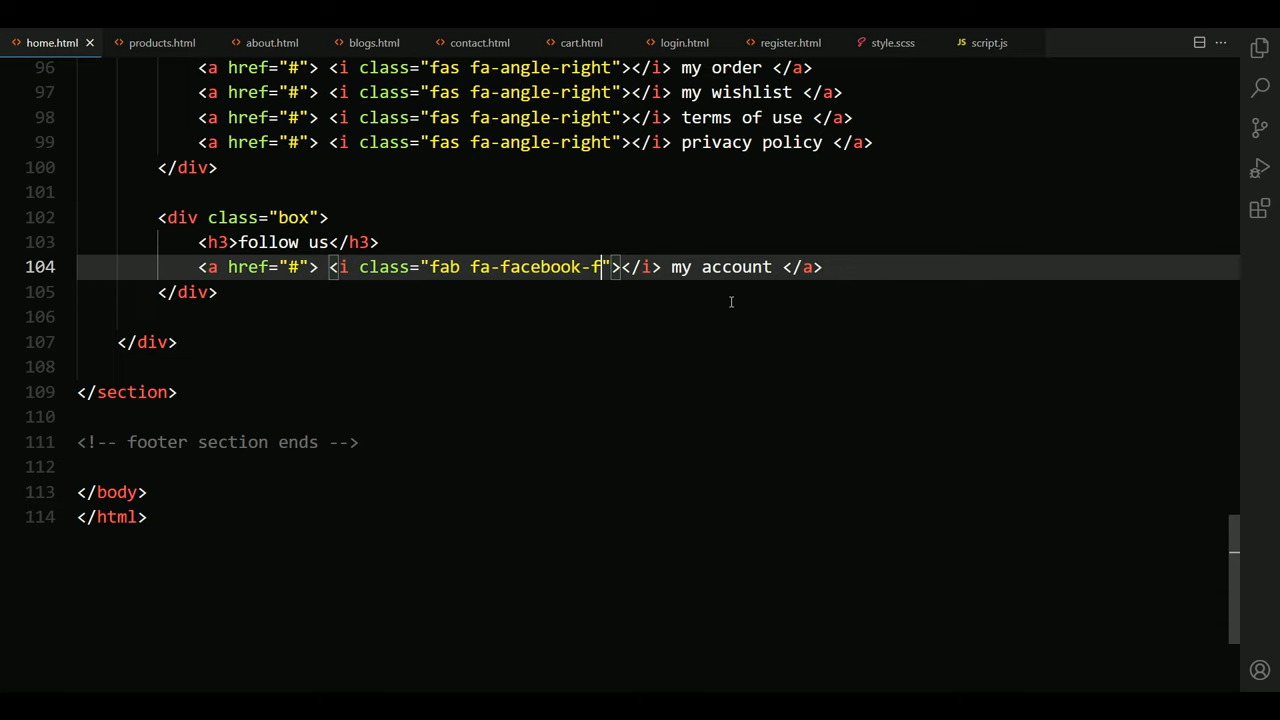 home.html products.html about.html blogs.html contact.html cart.html login.html register.html style.scss JS script.js
96 <a href="#"> <i class="fas fa-angle-right"></i> my order </a>
97 <a href="#"> <i class="fas fa-angle-right"></i> my wishlist </a>
98 <a href="#"> <i class="fas fa-angle-right"></i> terms of use </a>
99 <a href="#"> <i class="fas fa-angle-right"></i> privacy policy </a>
100 </div>
101
102 <div class="box">
103 <h3>follow us</h3>
104 <a href="#"> <i class="fab fa-facebook-f"></i> my account </a>
105 </div>
106
107 </div>
108
109 </section>
110
111 <!-- footer section ends -->
112
113 </body>
114 </html>